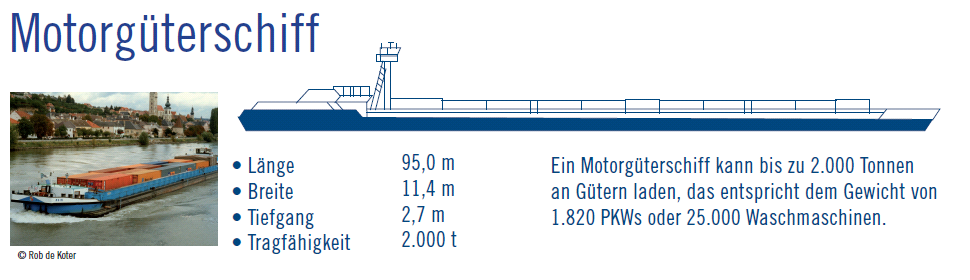 Motorgüterschiff
• Länge 95,0 m
• Breite 11,4 m
• Tiefgang 2,7 m
• Tragfähigkeit 2.000 t
Ein Motorgüterschiff kann bis zu 2.000 Tonnen
an Gütern laden, das entspricht dem Gewicht von
1.820 PKWs oder 25.000 Waschmaschinen.
© Rob de Koter